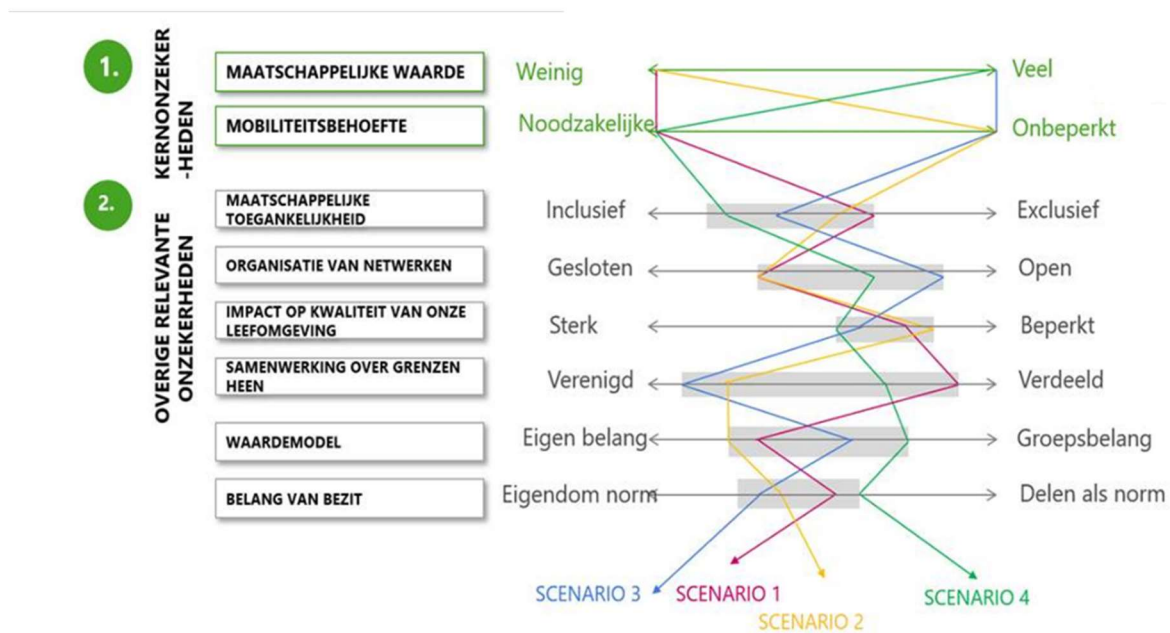 1.
KERNONZEKER
-HEDEN
MAATSCHAPPELIJKE WAARDE
Weinig
Veel
MOBILITEITSBEHOEFTE
Noodzakelijke
Onbeperkt
2.
OVERIGE RELEVANTE
ONZEKERHEDEN
MAATSCHAPPELIJKE
TOEGANKELIJKHEID
Inclusief
Exclusief
ORGANISATIE VAN NETWERKEN
Gesloten
Open
IMPACT OP KWALITEIT VAN ONZE
LEEFOMGEVING
Sterk
Beperkt
SAMENWERKING OVER GRENZEN
HEEN
Verenigd
Verdeeld
WAARDEMODEL
Eigen belang
Groepsbelang
BELANG VAN BEZIT
Eigendom norm
Delen als norm
SCENARIO 3
SCENARIO 1
SCENARIO 2
SCENARIO 4